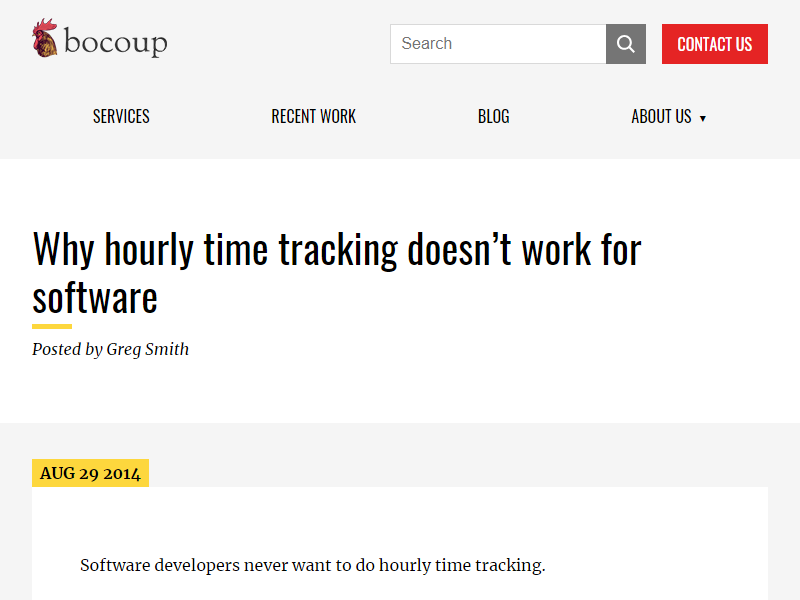 bocoup
Search
CONTACT US
SERVICES
RECENT WORK
BLOG
ABOUT US ▼
Why hourly time tracking doesn’t work for
software
Posted by Greg Smith
AUG 29 2014
Software developers never want to do hourly time tracking.